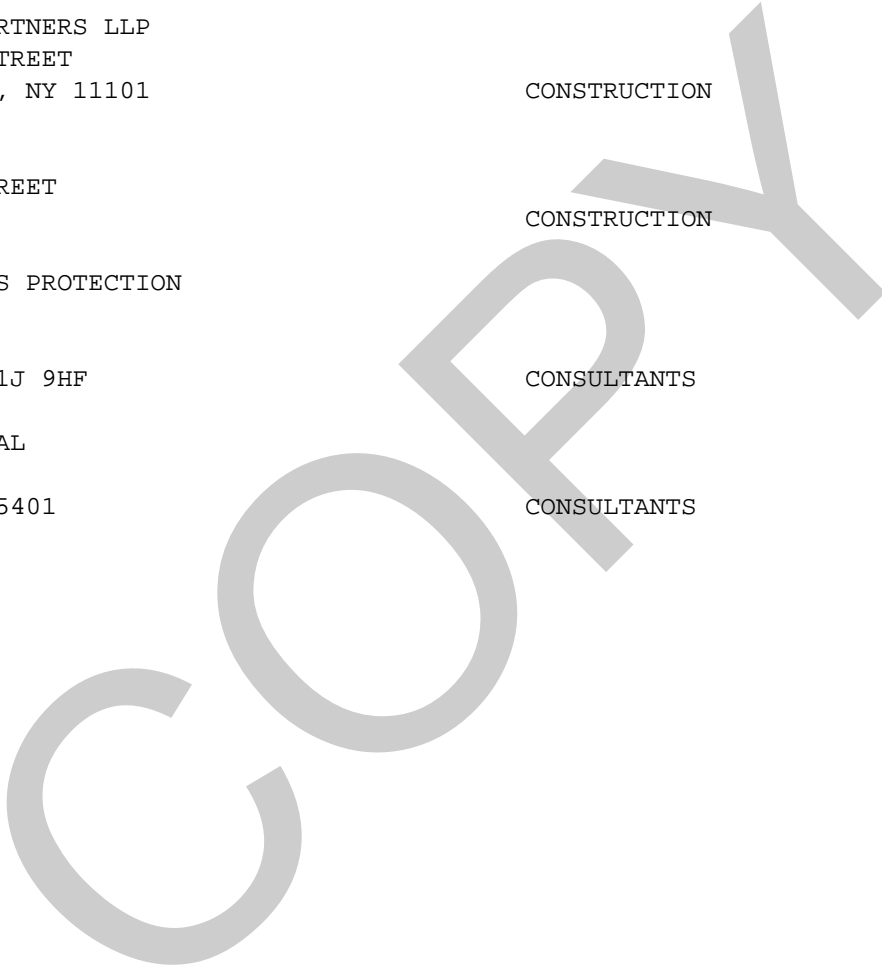 RTNERS LLP
TREET
, NY 11101 CONSTRUCTION
REET
CONSTRUCTION
S PROTECTION
1J 9HF CONSULTANTS
AL
5401 CONSULTANTS
COPY